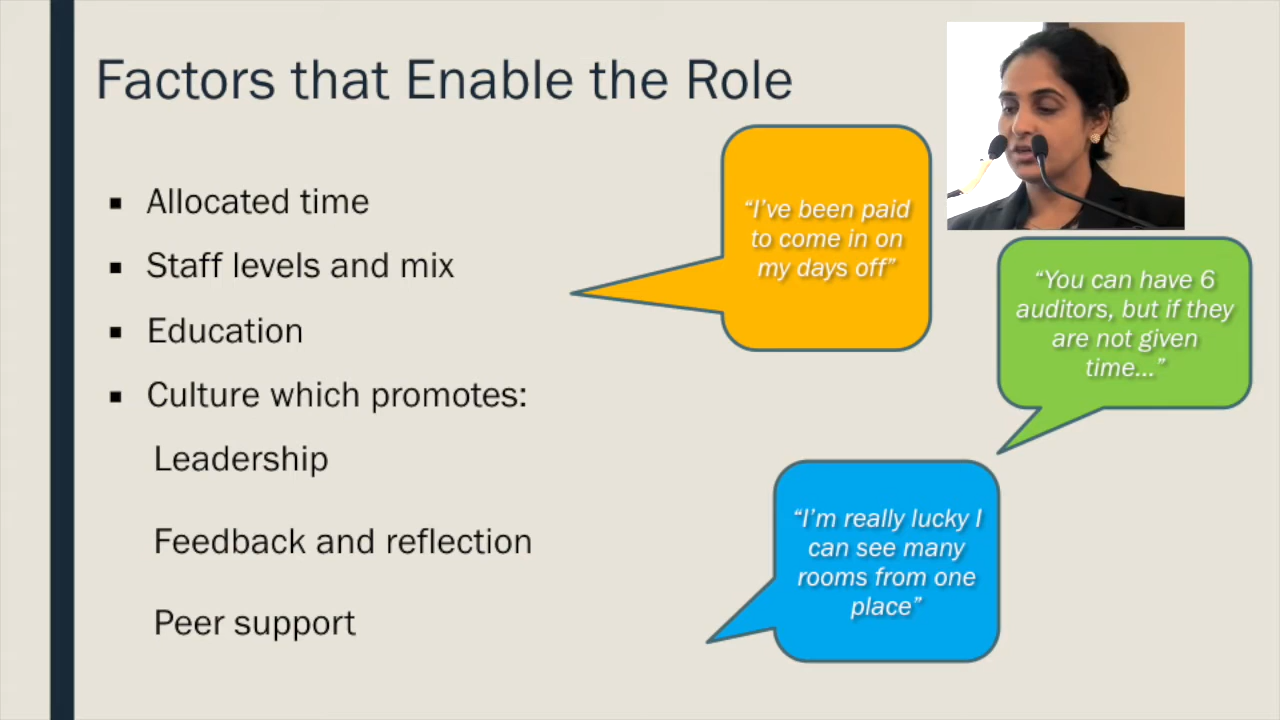 Factors that Enable the Role
▪ Allocated time
▪ Staff levels and mix
▪ Education
▪ Culture which promotes:
Leadership
Feedback and reflection
Peer support
“I’ve been paid
to come in on
my days off”
“You can have 6
auditors, but if they
are not given
time...”
“I’m really lucky I
can see many
rooms from one
place”